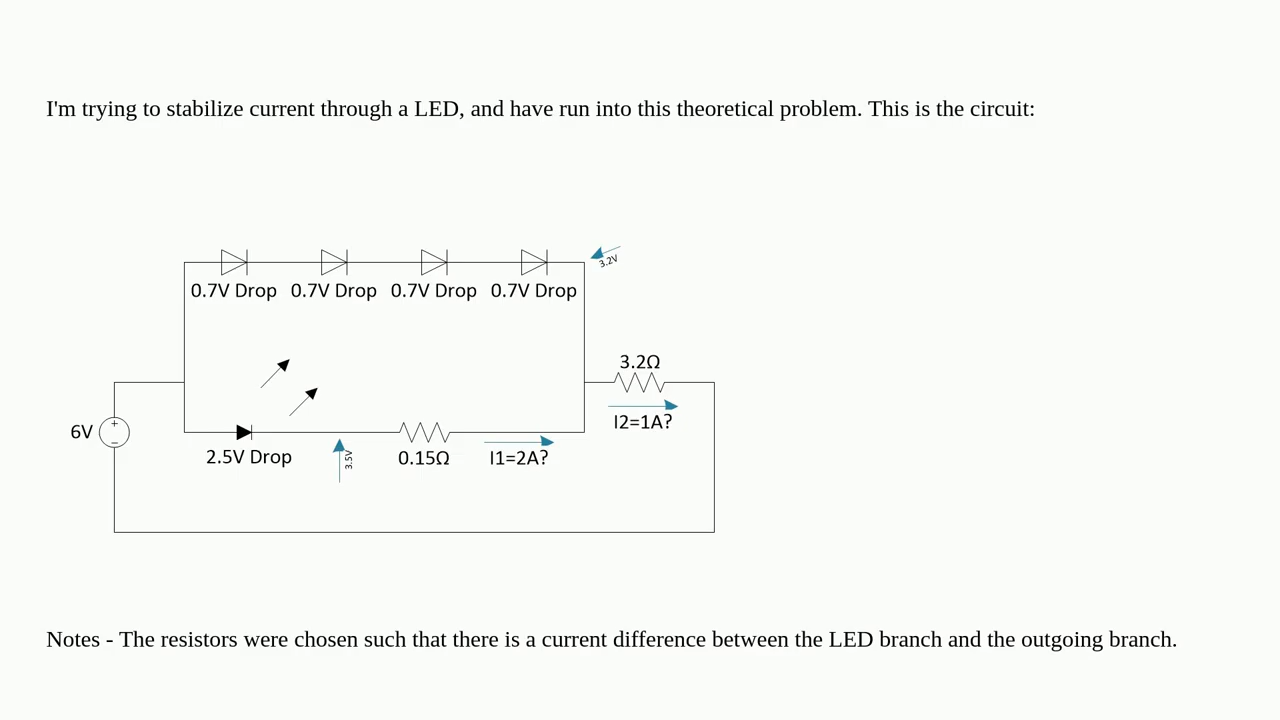 I'm trying to stabilize current through a LED, and have run into this theoretical problem. This is the circuit:
3.2V
0.7V Drop 0.7V Drop 0.7V Drop 0.7V Drop
3.2Ω
I2=1A?
6V
2.5V Drop
3.5V
0.15Ω
I1=2A?
Notes - The resistors were chosen such that there is a current difference between the LED branch and the outgoing branch.